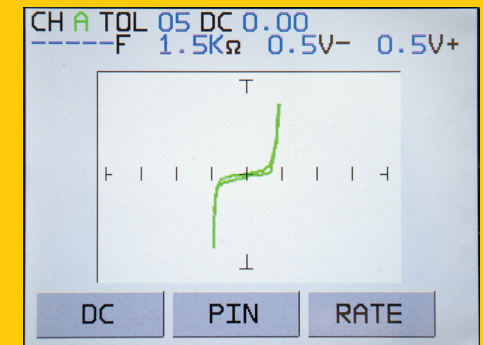 CH A TOL 05 DC 0.00
-----F 1.5KΩ 0.5V- 0.5V+
DC PIN RATE